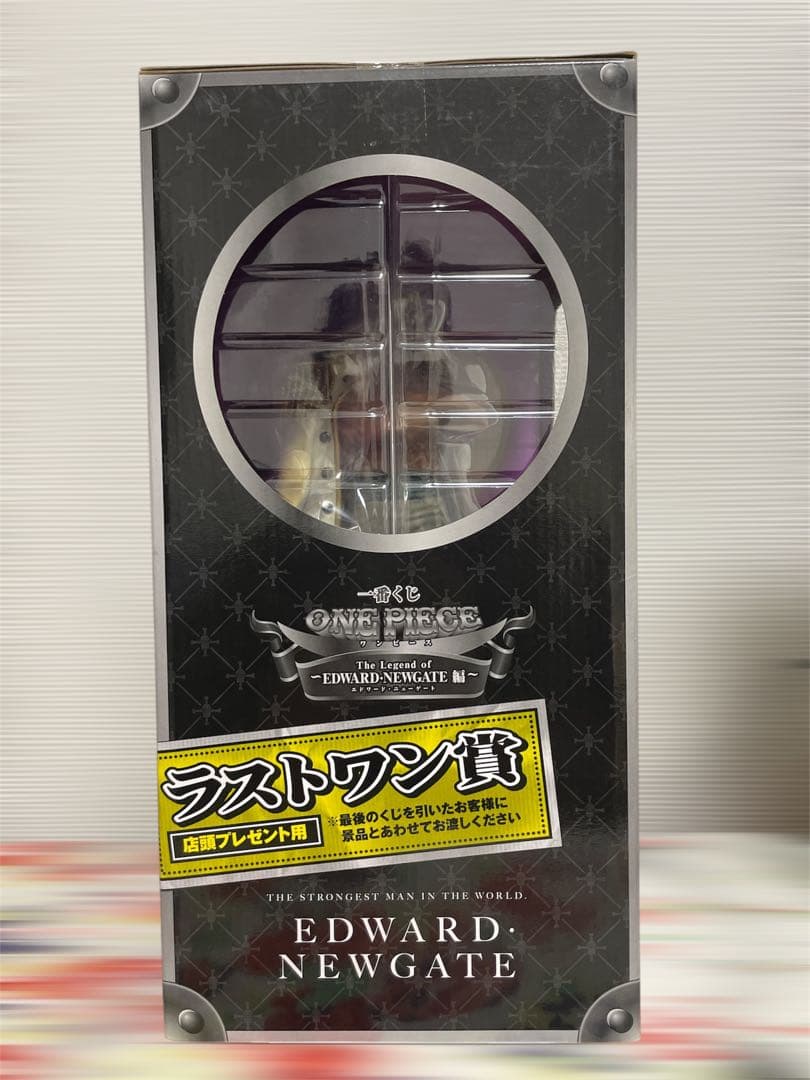 一番くじ
ONE PIECE
ワンピース
The Legend of
~EDWARD·NEWGATE 編~
エドワード・ニューゲート
ラストワン賞
店頭プレゼント用
※最後のくじを引いたお客様に
景品とあわせてお渡しください
THE STRONGEST MAN IN THE WORLD.
EDWARD·
NEWGATE